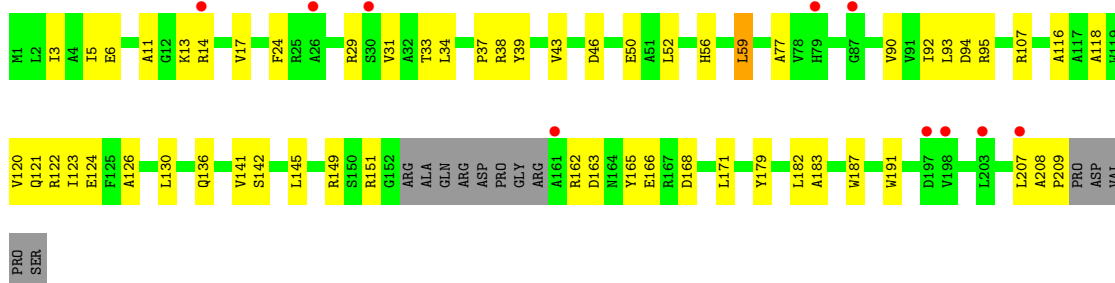 M1 L2 I3 A4 I5 E6 A11 G12 K13 R14 V17 F24 R25 A26 R29 S30 V31 A32 T33 L34 P37 R38 Y39 V43 D46 E50 A51 L52 H56 L59 A77 V78 H79 G87 V90 V91 I92 L93 D94 R95 R107 A116 A117 A118 W119
V120 Q121 R122 I123 E124 F125 A126 L130 Q136 V141 S142 L145 R149 S150 R151 G152 ARG ALA GLN ARG ASP PRO GLY ARG A161 R162 D163 N164 Y165 E166 R167 D168 L171 Y179 L182 A183 W187 W191 D197 V198 L203 L207 A208 P209 PRO ASP VAL
PRO SER